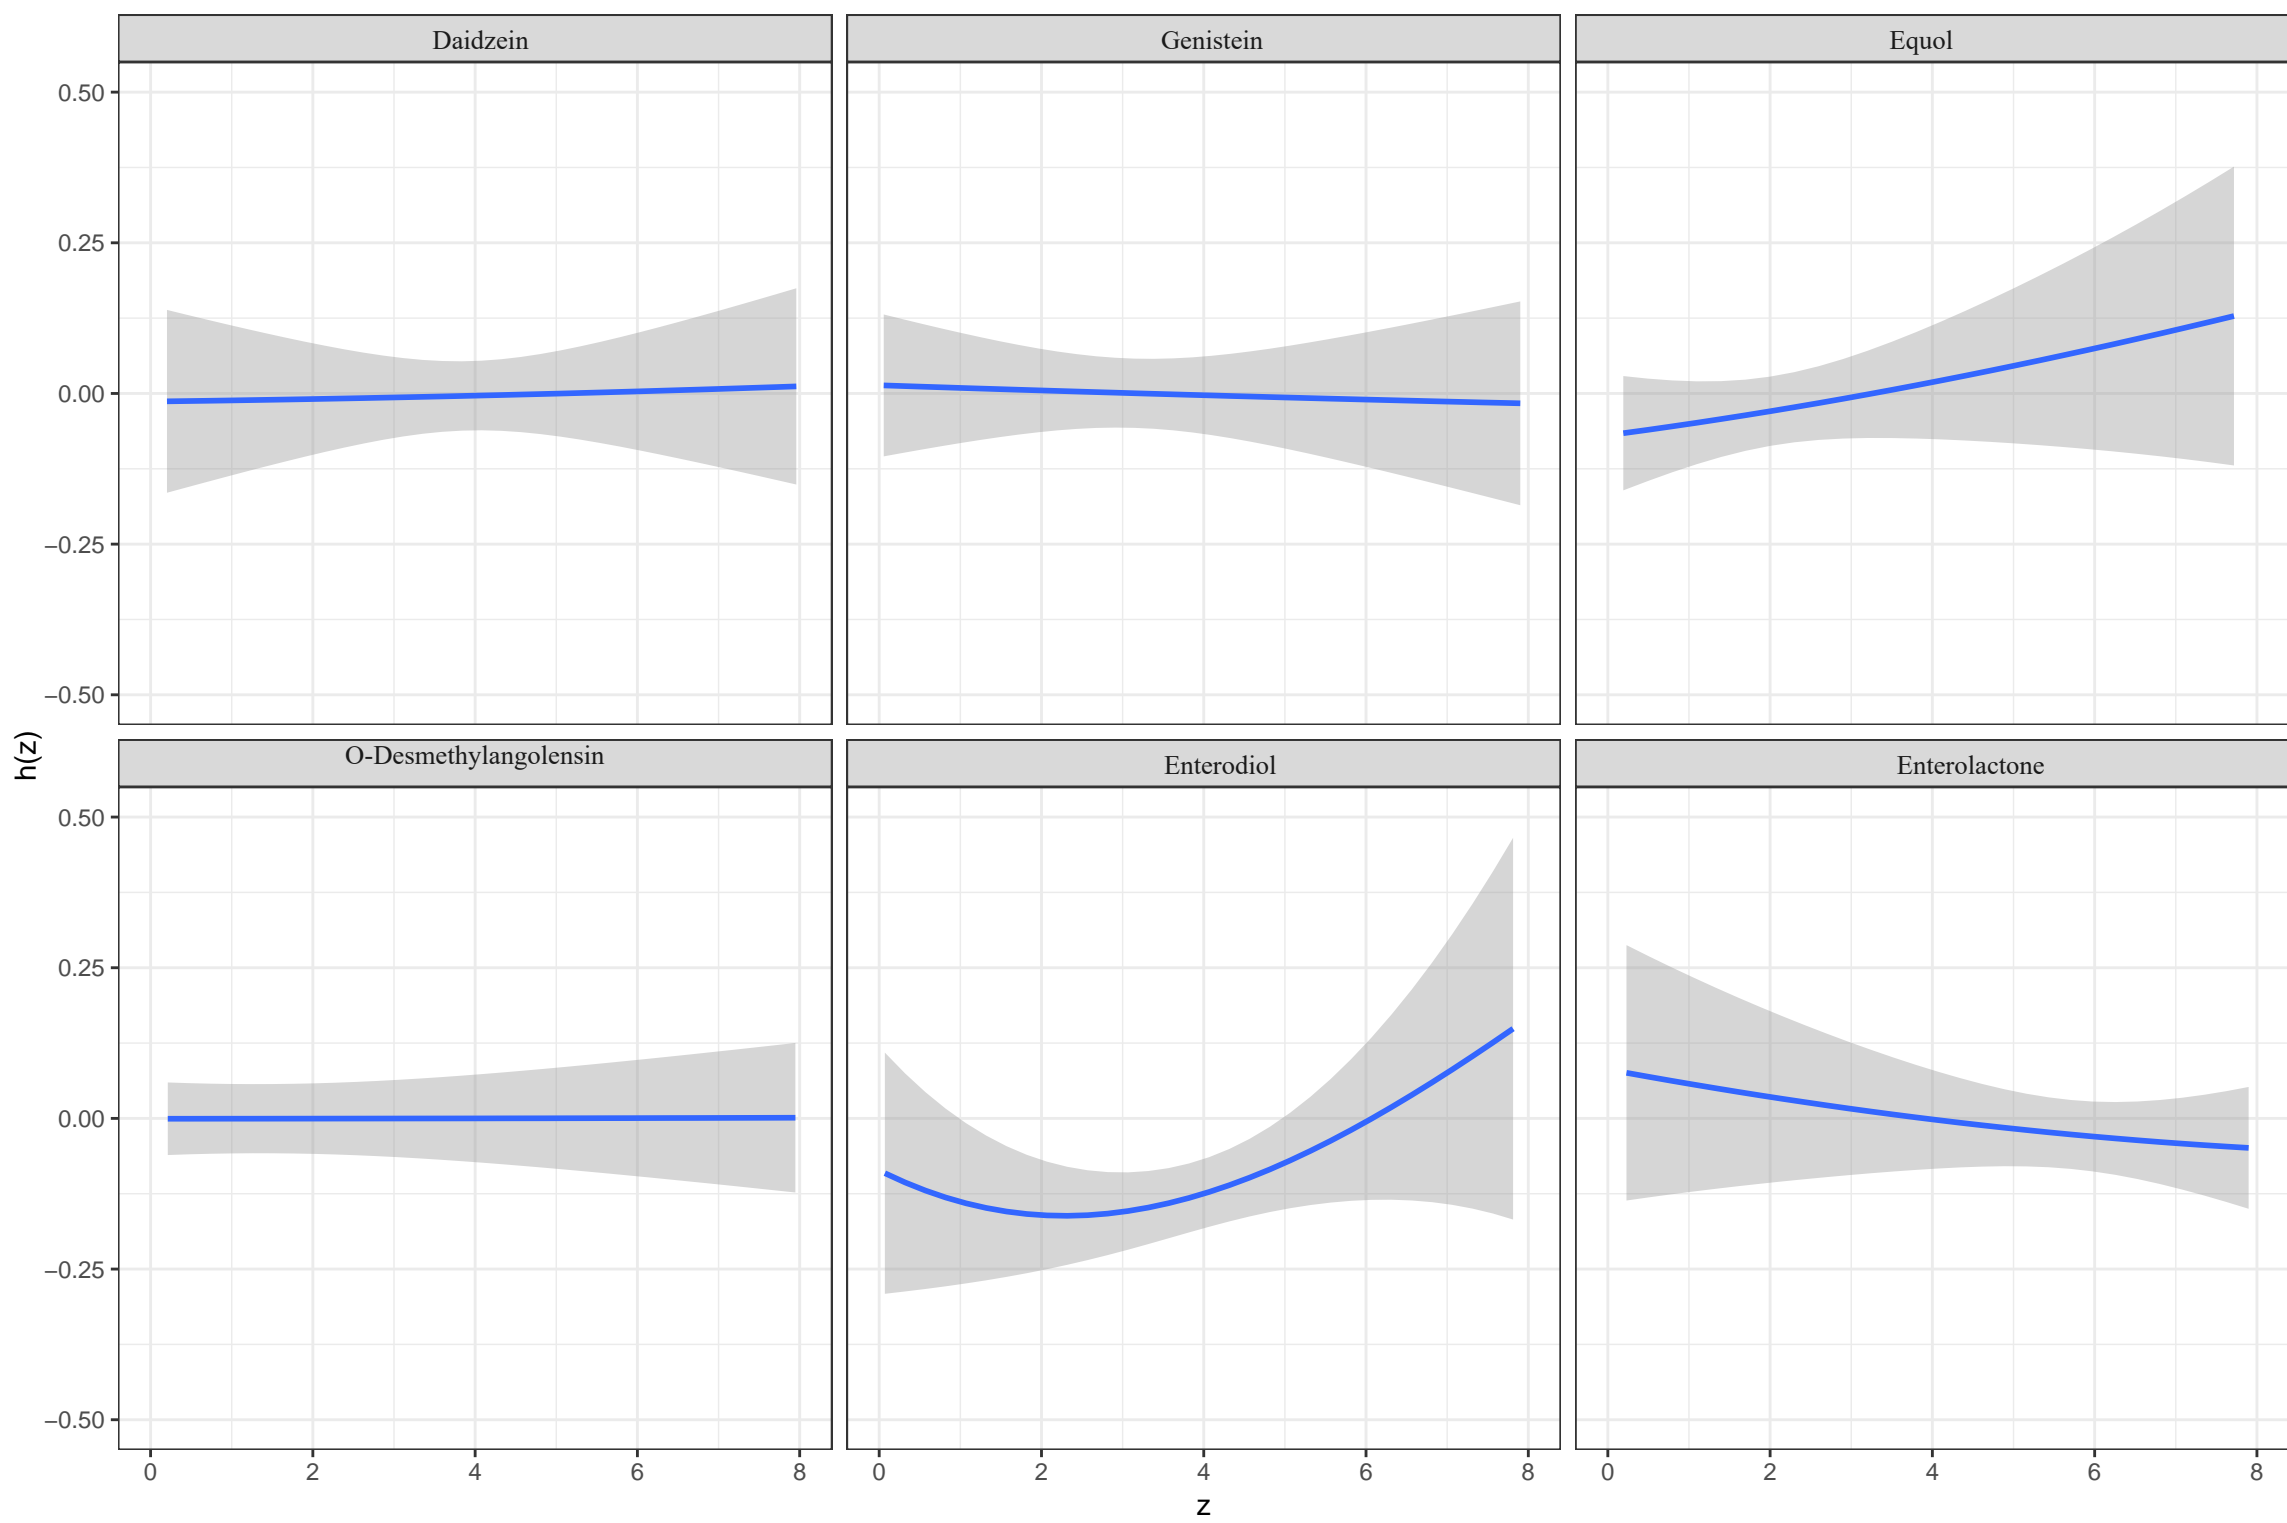 Daidzein Genistein Equol
0.50
0.25
0.00
−0.25
−0.50
h(z)
O-Desmethylangolensin Enterodiol Enterolactone
0.50
0.25
0.00
−0.25
−0.50
0 2 4 6 8 0 2 4 6 8 0 2 4 6 8
z